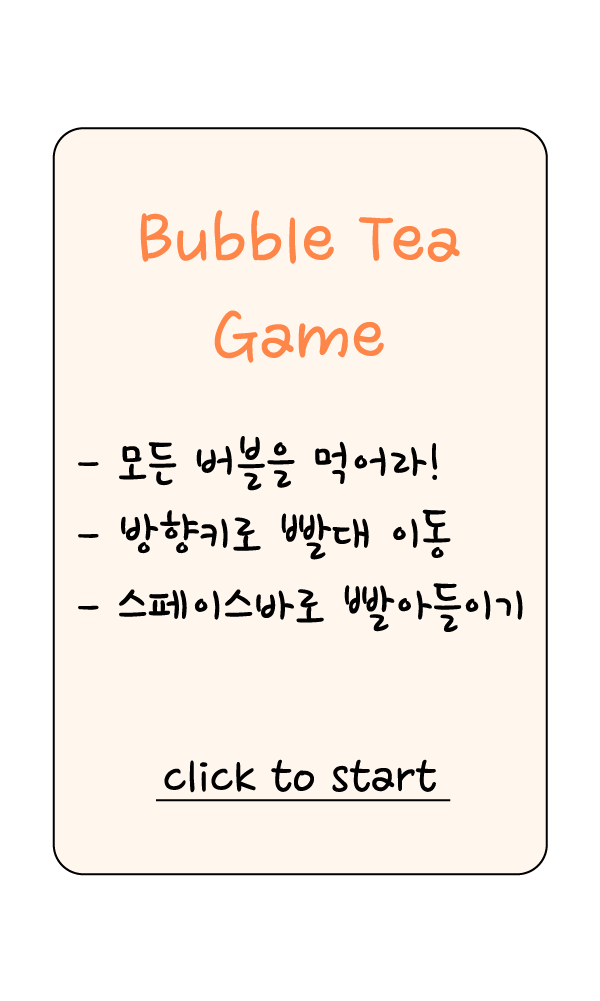 Bubble Tea
Game
- 모든 버블을 먹어라!
- 방향키로 빨대 이동
- 스페이스바로 빨아들이기
click to start